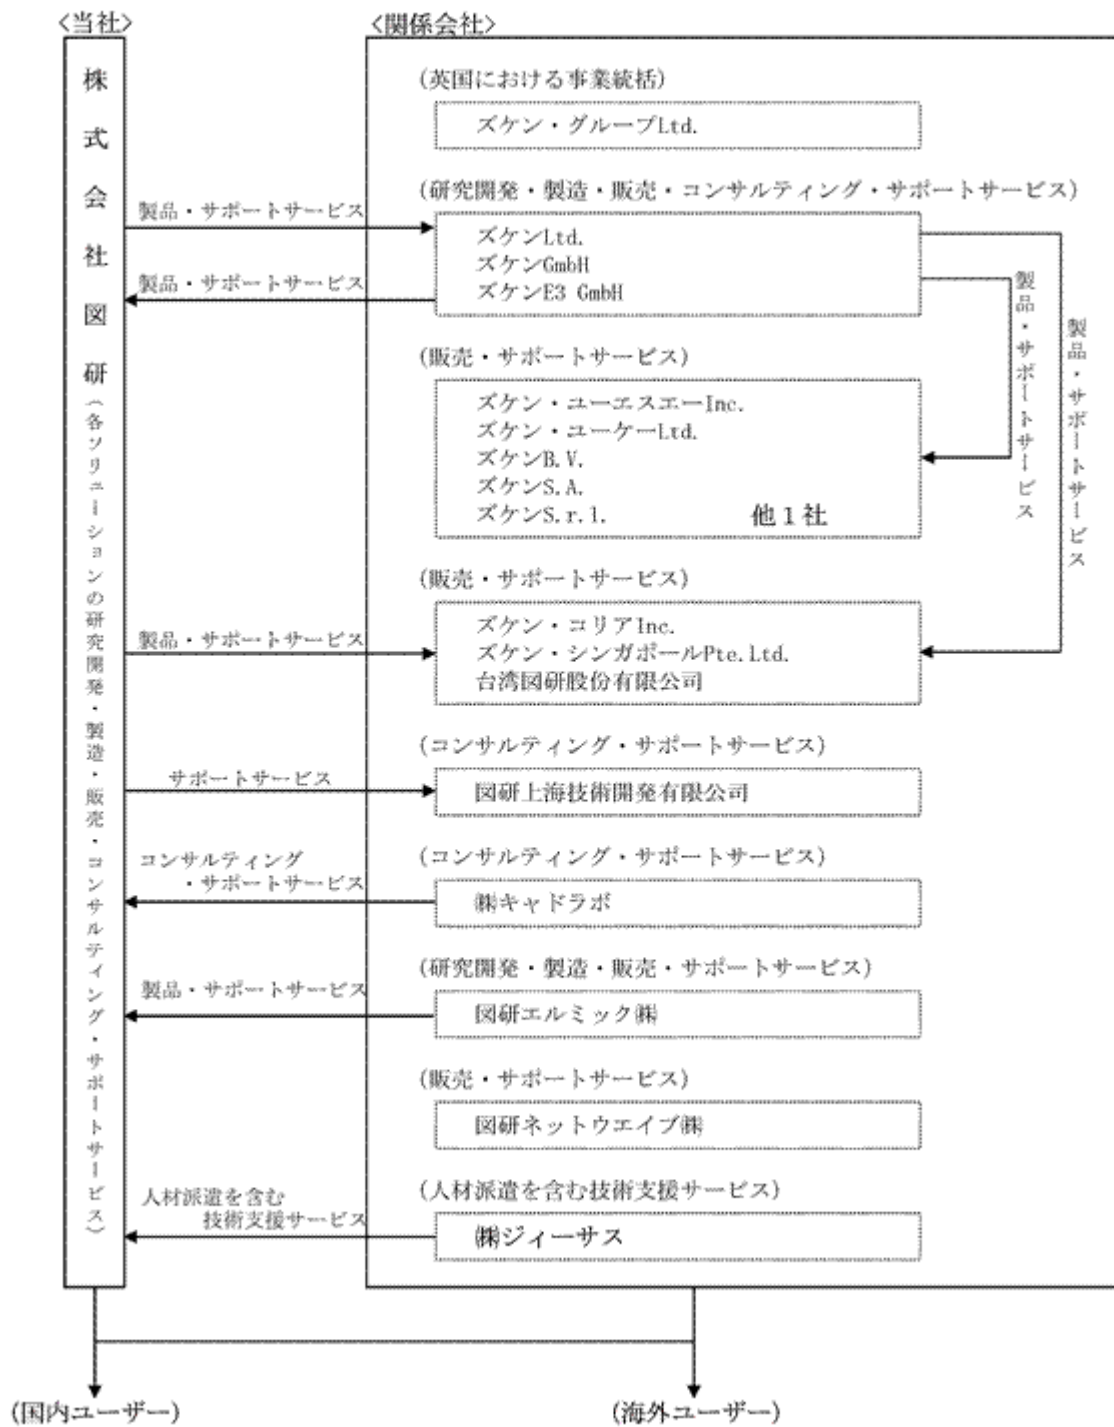 <当社>
株式会社図研(各ソリューションの研究開発・製造・販売・コンサルティング・サポートサービス)
<関係会社>
(英国における事業統括)
ズケン・グループLtd.
(研究開発・製造・販売・コンサルティング・サポートサービス)
製品・サポートサービス
ズケンLtd.
ズケンGmbH
製品・サポートサービス
ズケンE3 GmbH
製品・サポートサービス
製品・サポートサービス
(販売・サポートサービス)
ズケン・ユーエスエーInc.
ズケン・ユーケーLtd.
ズケンB.V.
ズケンS.A.
ズケンS.r.l. 他1社
(販売・サポートサービス)
製品・サポートサービス
ズケン・コリアInc.
ズケン・シンガポールPte.Ltd.
台湾図研股份有限公司
(コンサルティング・サポートサービス)
サポートサービス
図研上海技術開発有限公司
(コンサルティング・サポートサービス)
コンサルティング
・サポートサービス
㈱キャドラボ
(研究開発・製造・販売・サポートサービス)
製品・サポートサービス
図研エルミック㈱
(販売・サポートサービス)
図研ネットウエイブ㈱
(人材派遣を含む技術支援サービス)
人材派遣を含む
技術支援サービス
㈱ジィーサス
(国内ユーザー)
(海外ユーザー)